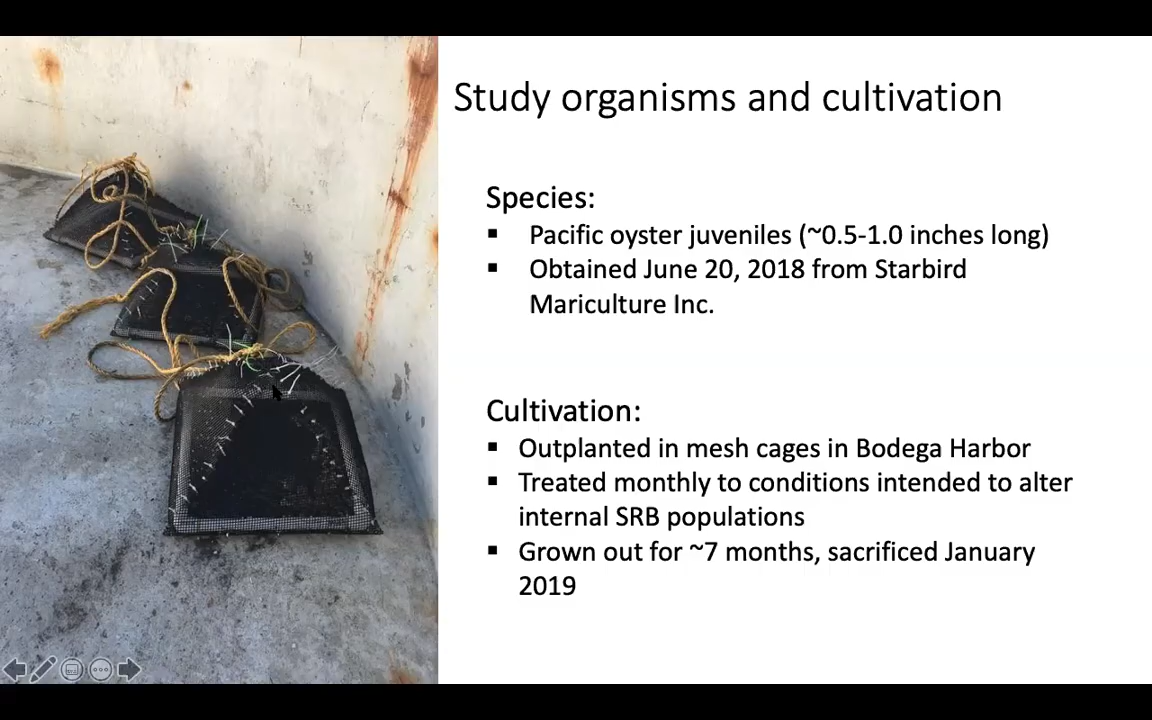 Study organisms and cultivation
Species:
▪ Pacific oyster juveniles (~0.5-1.0 inches long)
▪ Obtained June 20, 2018 from Starbird
Mariculture Inc.
Cultivation:
▪ Outplanted in mesh cages in Bodega Harbor
▪ Treated monthly to conditions intended to alter
internal SRB populations
▪ Grown out for ~7 months, sacrificed January
2019